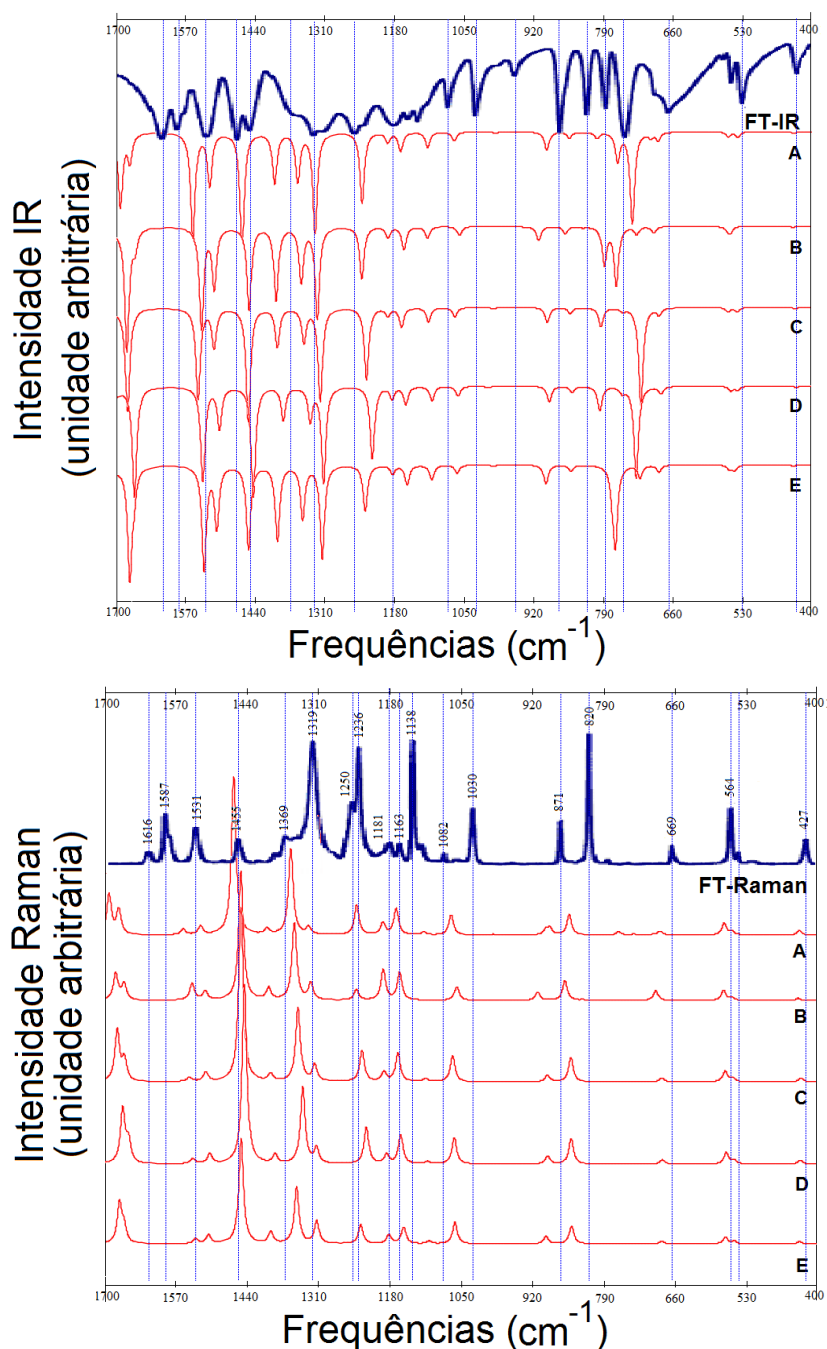 1700 1570 1440 1310 1180 1050 920 790 660 530 400
FT-IR
A
B
C
D
E
Intensidade IR
(unidade arbitrária)
1700 1570 1440 1310 1180 1050 920 790 660 530 400
Frequências (cm-1)
1700 1570 1440 1310 1180 1050 920 790 660 530 400
1616 1587 1531 1455 1369 1319 1250 1236 1181 1163 1138 1082 1030 871 820 669 564 427
FT-Raman
A
B
C
D
E
Intensidade Raman
(unidade arbitrária)
1700 1570 1440 1310 1180 1050 920 790 660 530 400
Frequências (cm-1)